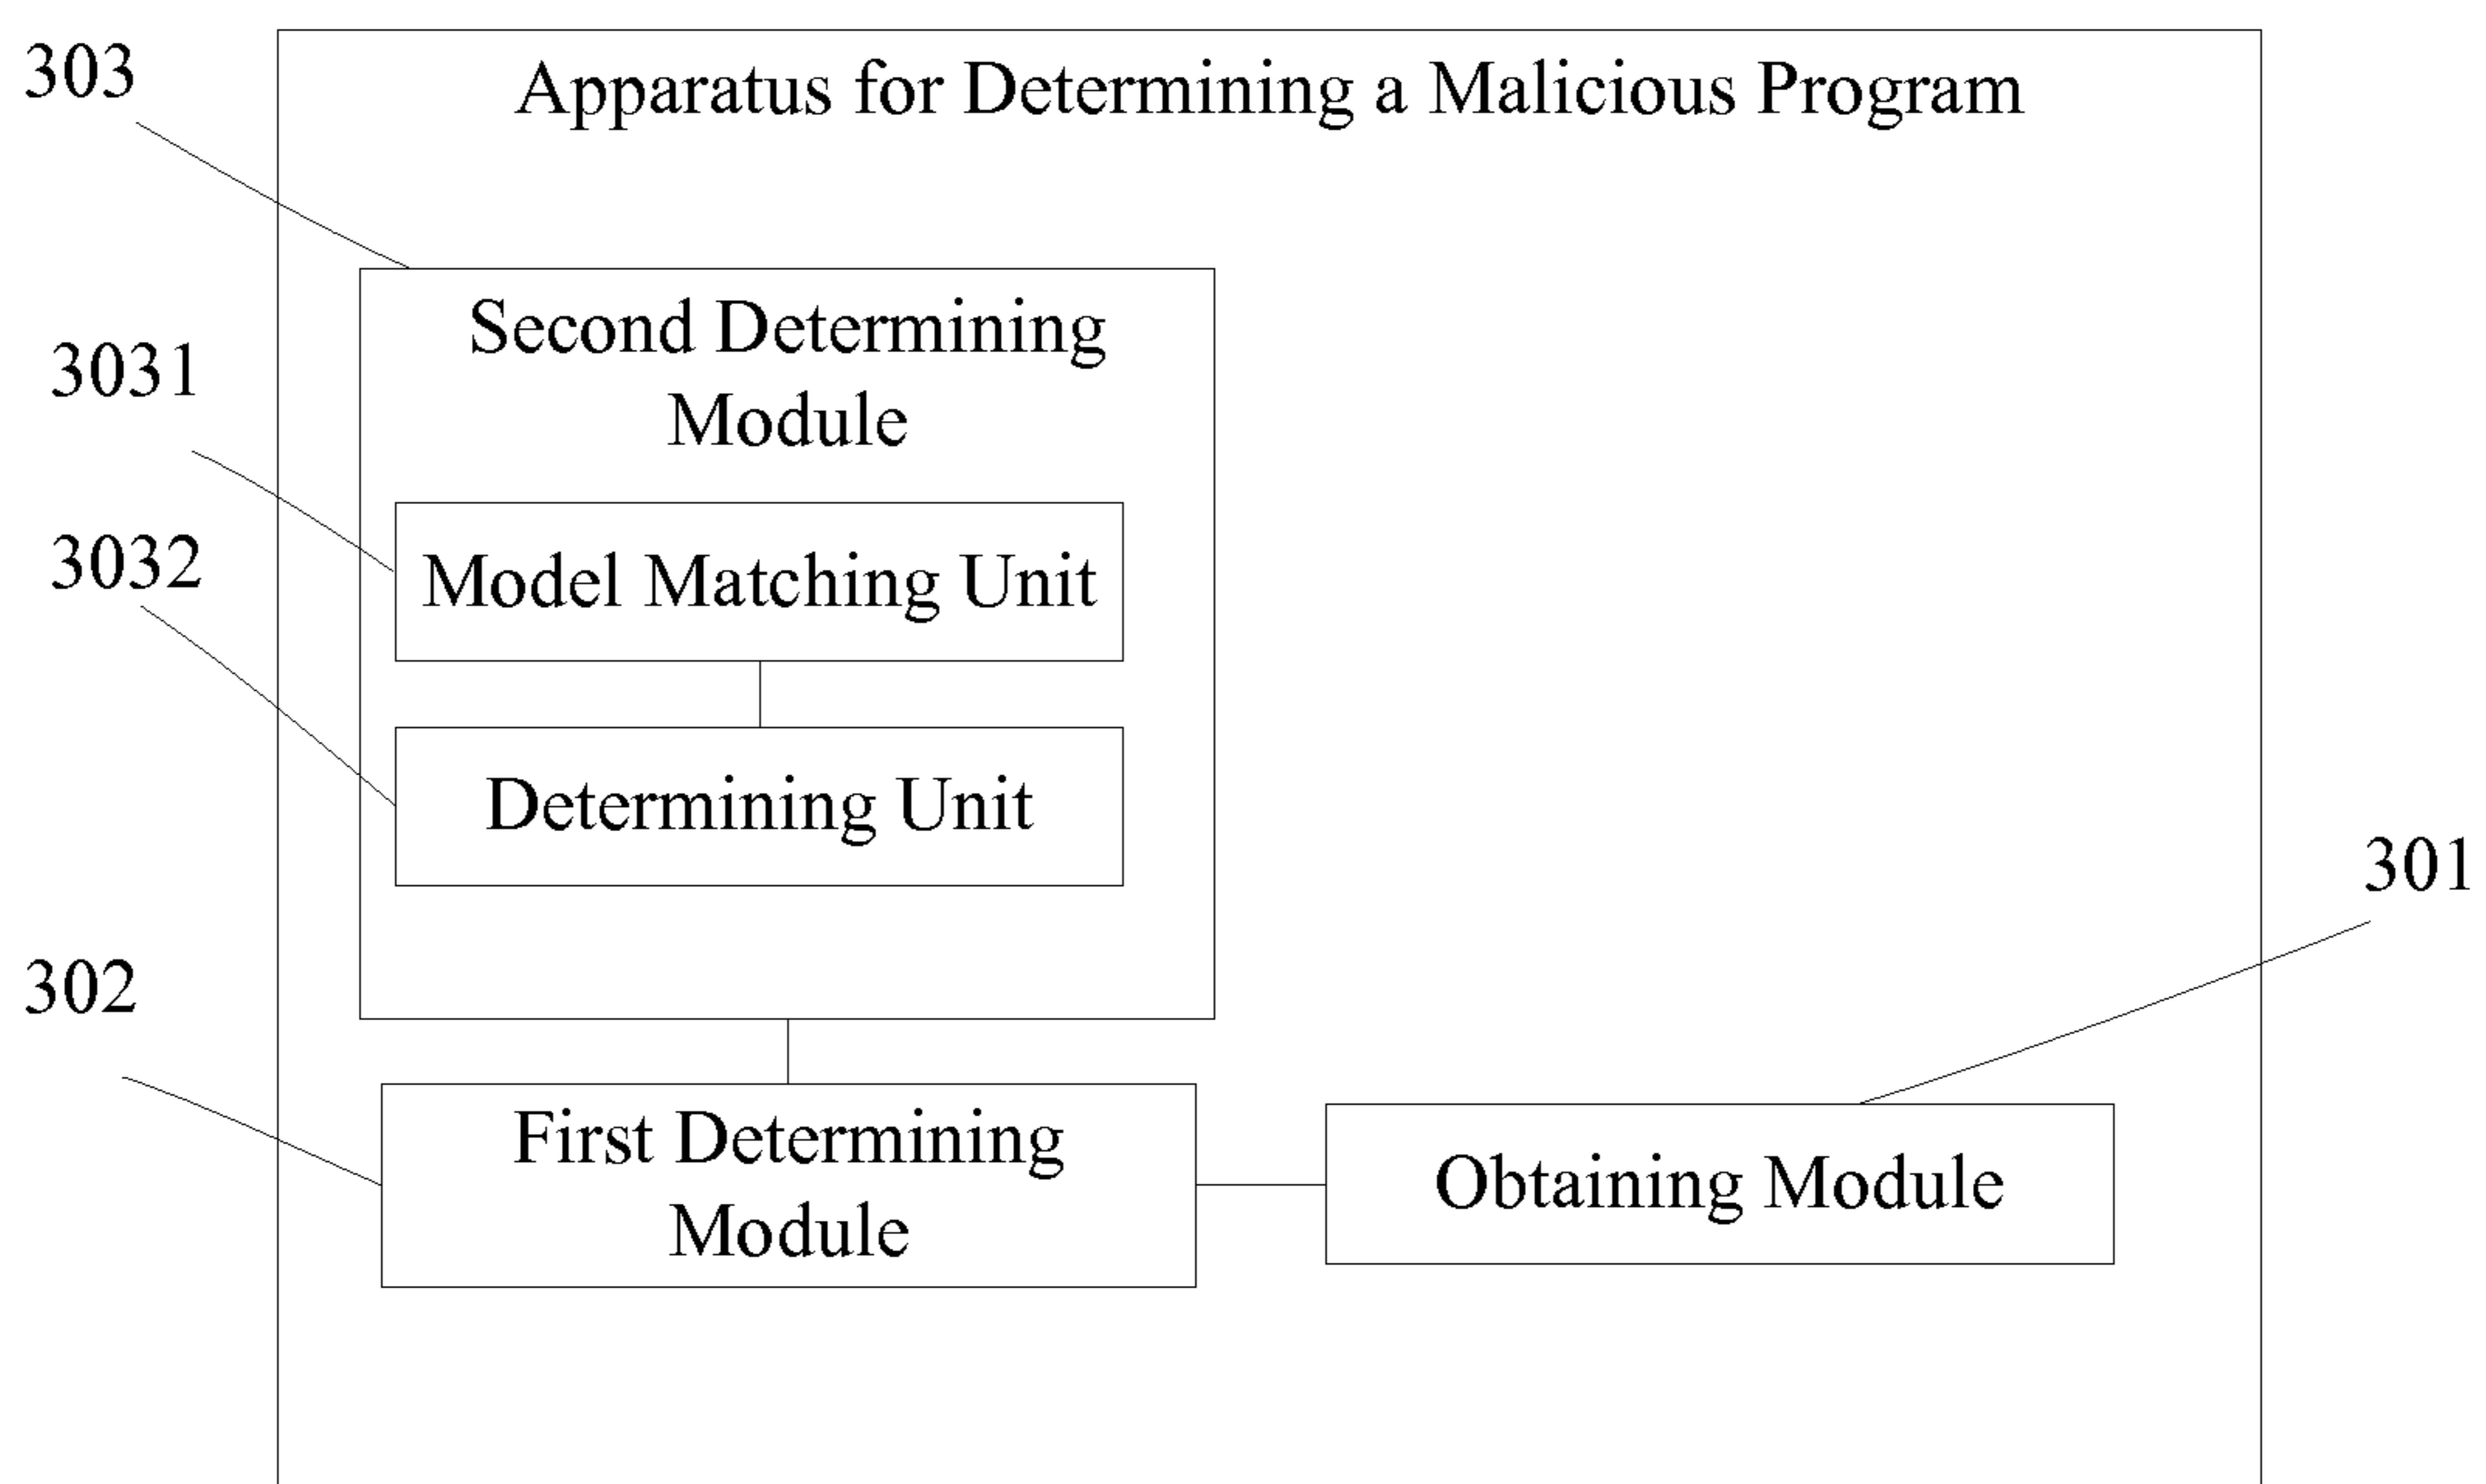 303
Apparatus for Determining a Malicious Program
Second Determining
Module
3031
Model Matching Unit
3032
Determining Unit
301
302
First Determining
Module
Obtaining Module